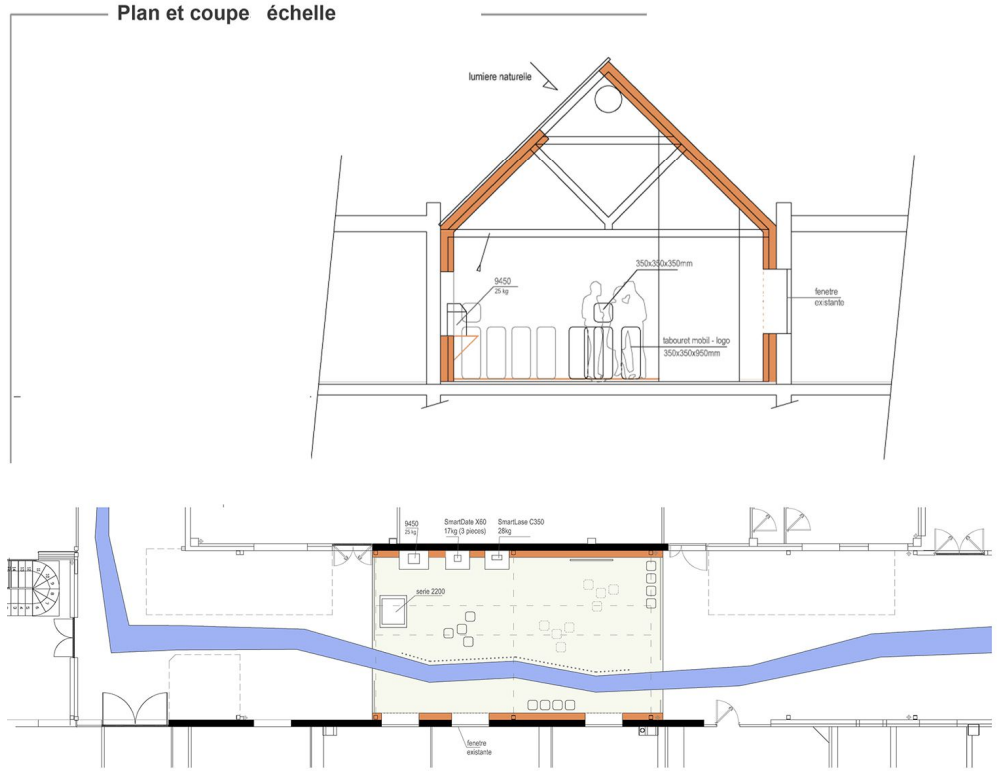 Plan et coupe échelle
lumiere naturelle
350x350x350mm
9450
25 kg
fenetre
existante
tabouret mobil - logo
350x350x950mm
9450
25 kg
SmartDate X60
17kg (3 pieces)
SmartLase C350
28kg
serie 2200
fenetre
existante